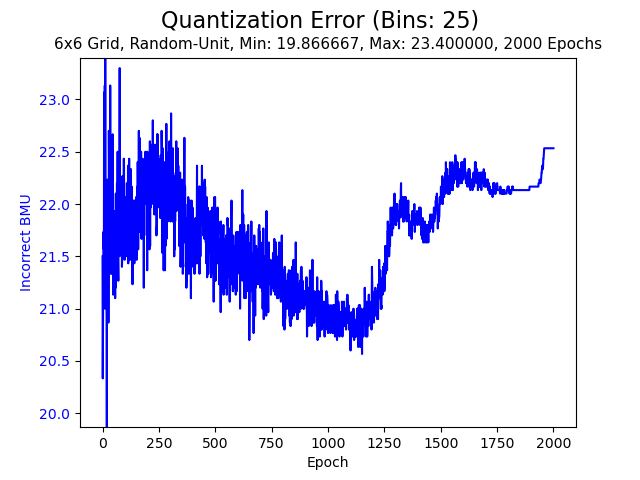 Quantization Error (Bins: 25)
6x6 Grid, Random-Unit, Min: 19.866667, Max: 23.400000, 2000 Epochs
23.0
22.5
22.0
21.5
21.0
20.5
20.0
Incorrect BMU
0 250 500 750 1000 1250 1500 1750 2000
Epoch